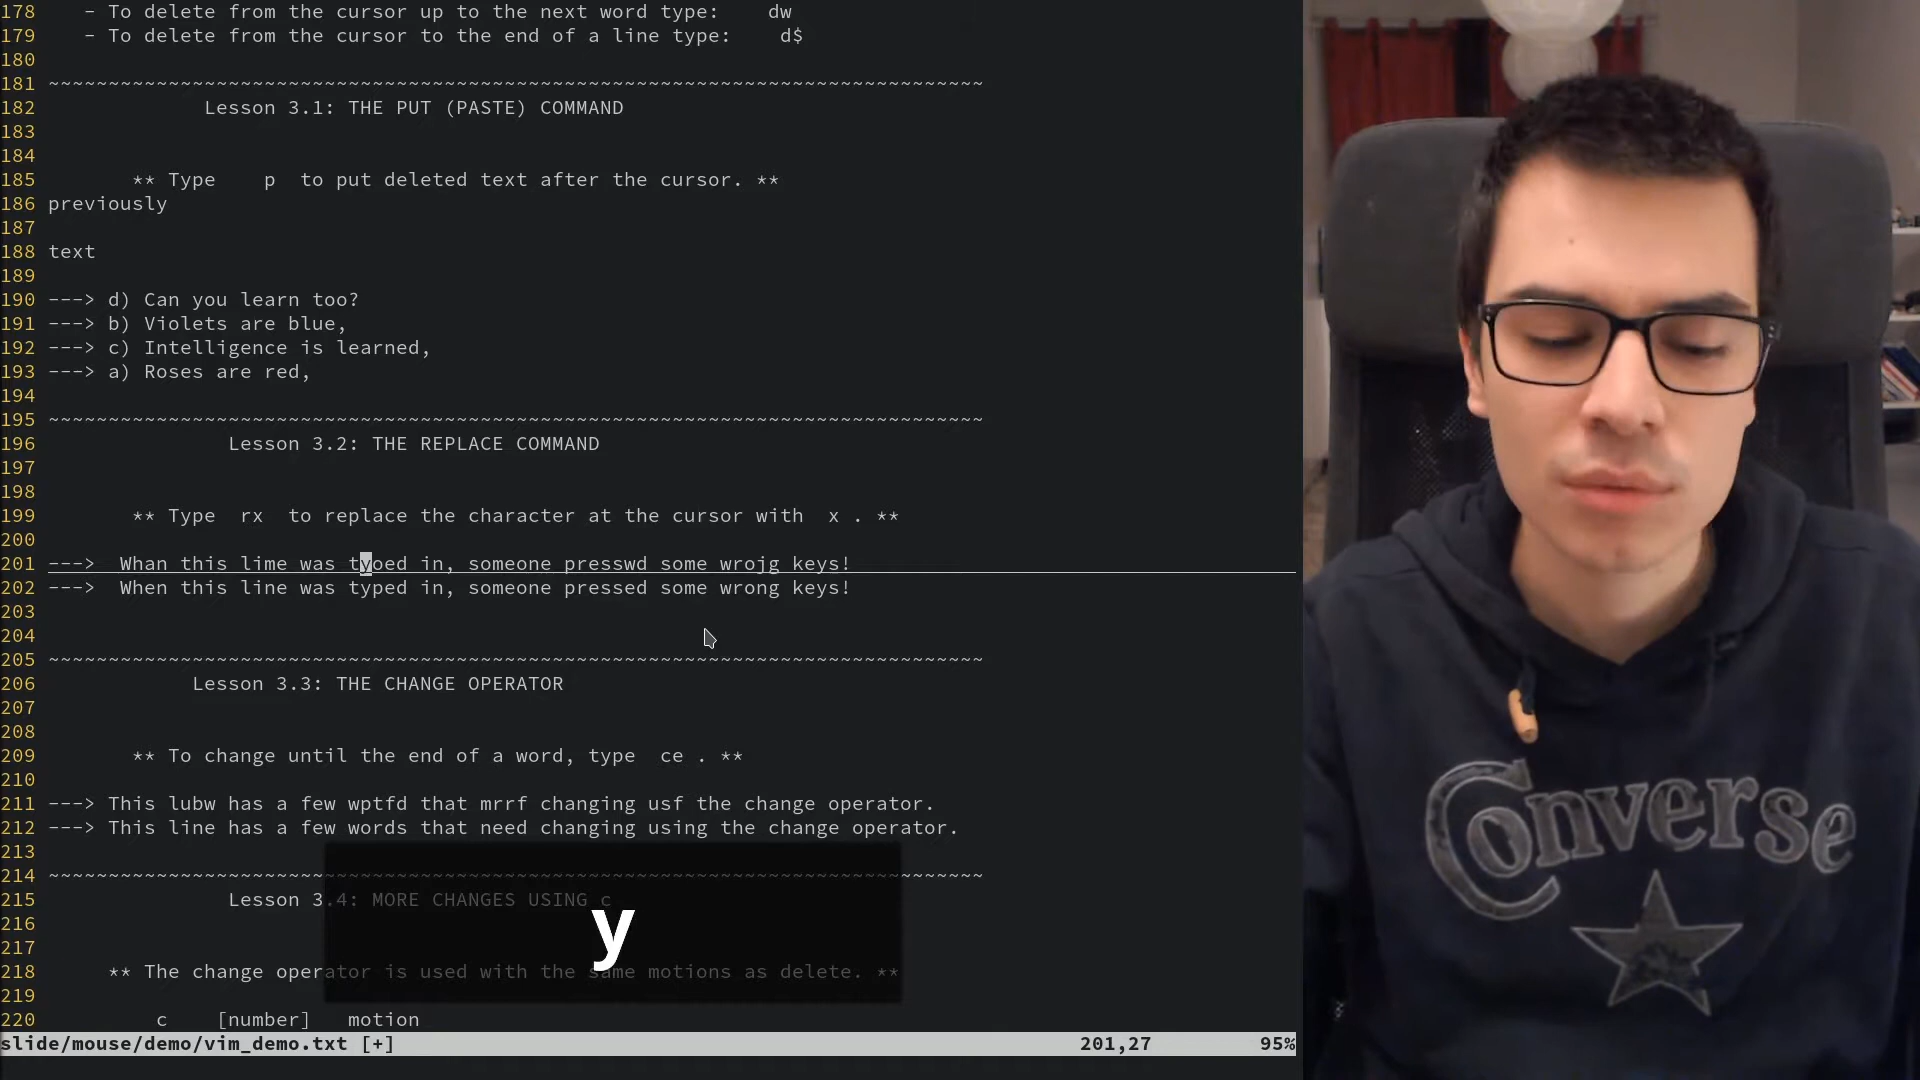 178    - To delete from the cursor up to the next word type:    dw
179    - To delete from the cursor to the end of a line type:    d$
180
181 ~~~~~~~~~~~~~~~~~~~~~~~~~~~~~~~~~~~~~~~~~~~~~~~~~~~~~~~~~~~~~~~~~~~~~~~~~~~~~~
182              Lesson 3.1: THE PUT (PASTE) COMMAND
183
184
185        ** Type    p  to put deleted text after the cursor. **
186 previously
187
188 text
189
190 ---> d) Can you learn too?
191 ---> b) Violets are blue,
192 ---> c) Intelligence is learned,
193 ---> a) Roses are red,
194
195 ~~~~~~~~~~~~~~~~~~~~~~~~~~~~~~~~~~~~~~~~~~~~~~~~~~~~~~~~~~~~~~~~~~~~~~~~~~~~~~
196                Lesson 3.2: THE REPLACE COMMAND
197
198
199        ** Type  rx  to replace the character at the cursor with  x . **
200
201 --->  Whan this lime was tyoed in, someone presswd some wrojg keys!
202 --->  When this line was typed in, someone pressed some wrong keys!
203
204
205 ~~~~~~~~~~~~~~~~~~~~~~~~~~~~~~~~~~~~~~~~~~~~~~~~~~~~~~~~~~~~~~~~~~~~~~~~~~~~~~
206             Lesson 3.3: THE CHANGE OPERATOR
207
208
209        ** To change until the end of a word, type  ce . **
210
211 ---> This lubw has a few wptfd that mrrf changing usf the change operator.
212 ---> This line has a few words that need changing using the change operator.
213
214 ~~~~~~~~~~~~~~~~~~~~~~~~~~~~~~~~~~~~~~~~~~~~~~~~~~~~~~~~~~~~~~~~~~~~~~~~~~~~~~
215                Lesson 3.4: MORE CHANGES USING c
216
y
217
218      ** The change operator is used with the same motions as delete. **
219
220          c    [number]   motion
slide/mouse/demo/vim_demo.txt [+] 201,27 95%
Converse